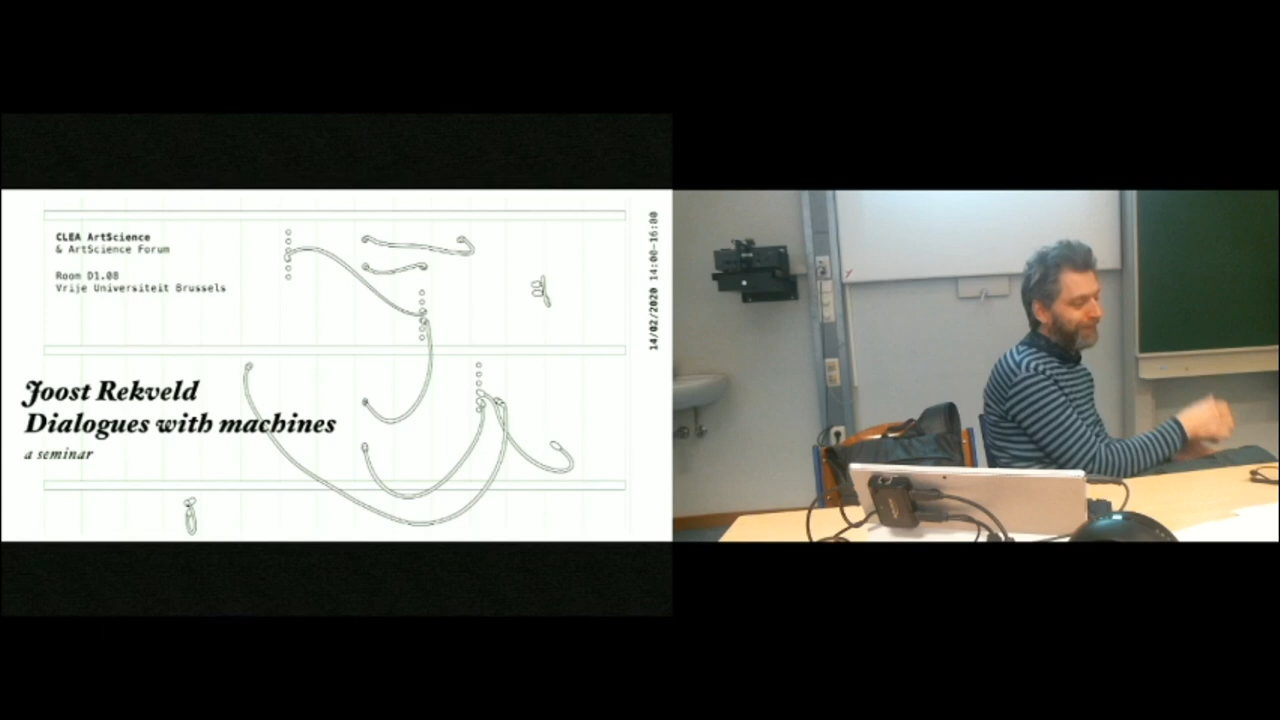 CLEA ArtScience
& ArtScience Forum
Room D1.08
Vrije Universiteit Brussels
14/02/2020 14:00-16:00
Joost Rekveld
Dialogues with machines
a seminar